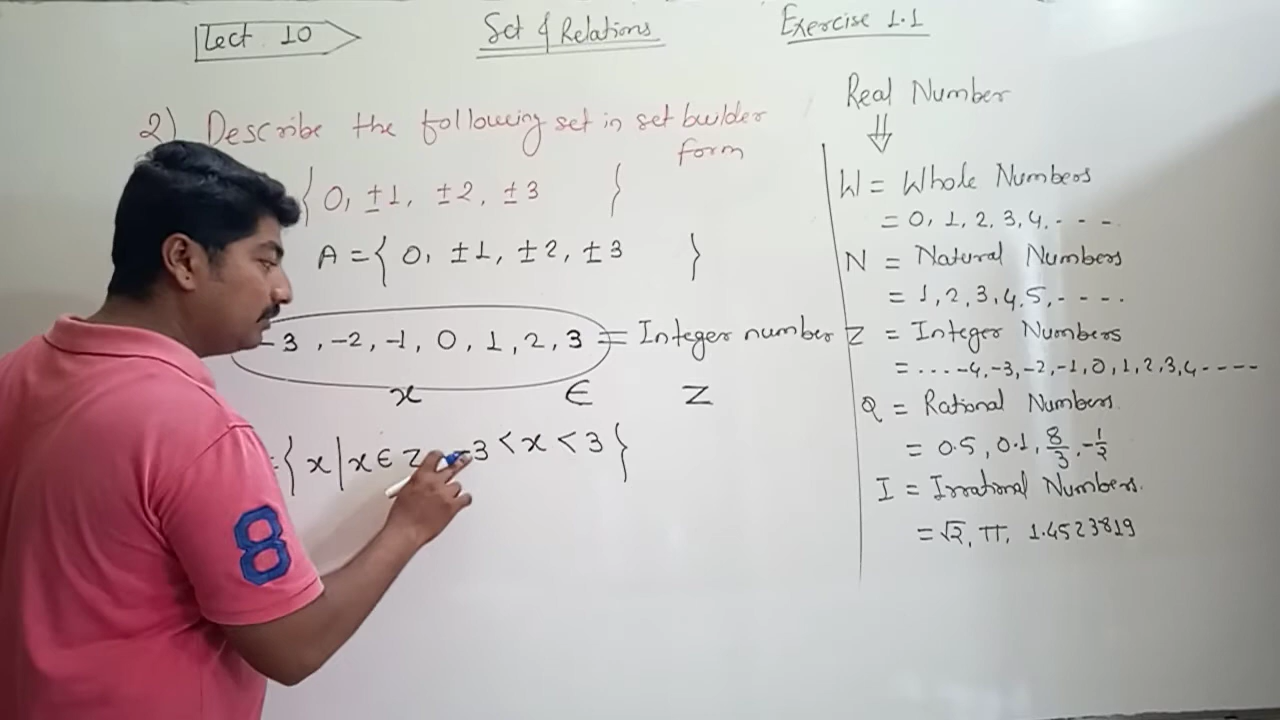 Lect 10
Set & Relations
Exercise 1.1
2) Describe the following set in set builder
form
{ 0, ±1, ±2, ±3 }
A = { 0, ±1, ±2, ±3 }
-3, -2, -1, 0, 1, 2, 3 = Integer number
x ∈ Z
= { x | x ∈ Z -3 < x < 3 }
8
Real Number
⇓
W = Whole Numbers
= 0, 1, 2, 3, 4, - - -
N = Natural Numbers
= 1, 2, 3, 4, 5, - - - -
Z = Integer Numbers
= .... -4, -3, -2, -1, 0, 1, 2, 3, 4 - - - -
Q = Rational Numbers
= 0.5, 0.1, 8/3, -1/2
I = Irrational Numbers.
= √2, π, 1.4523819